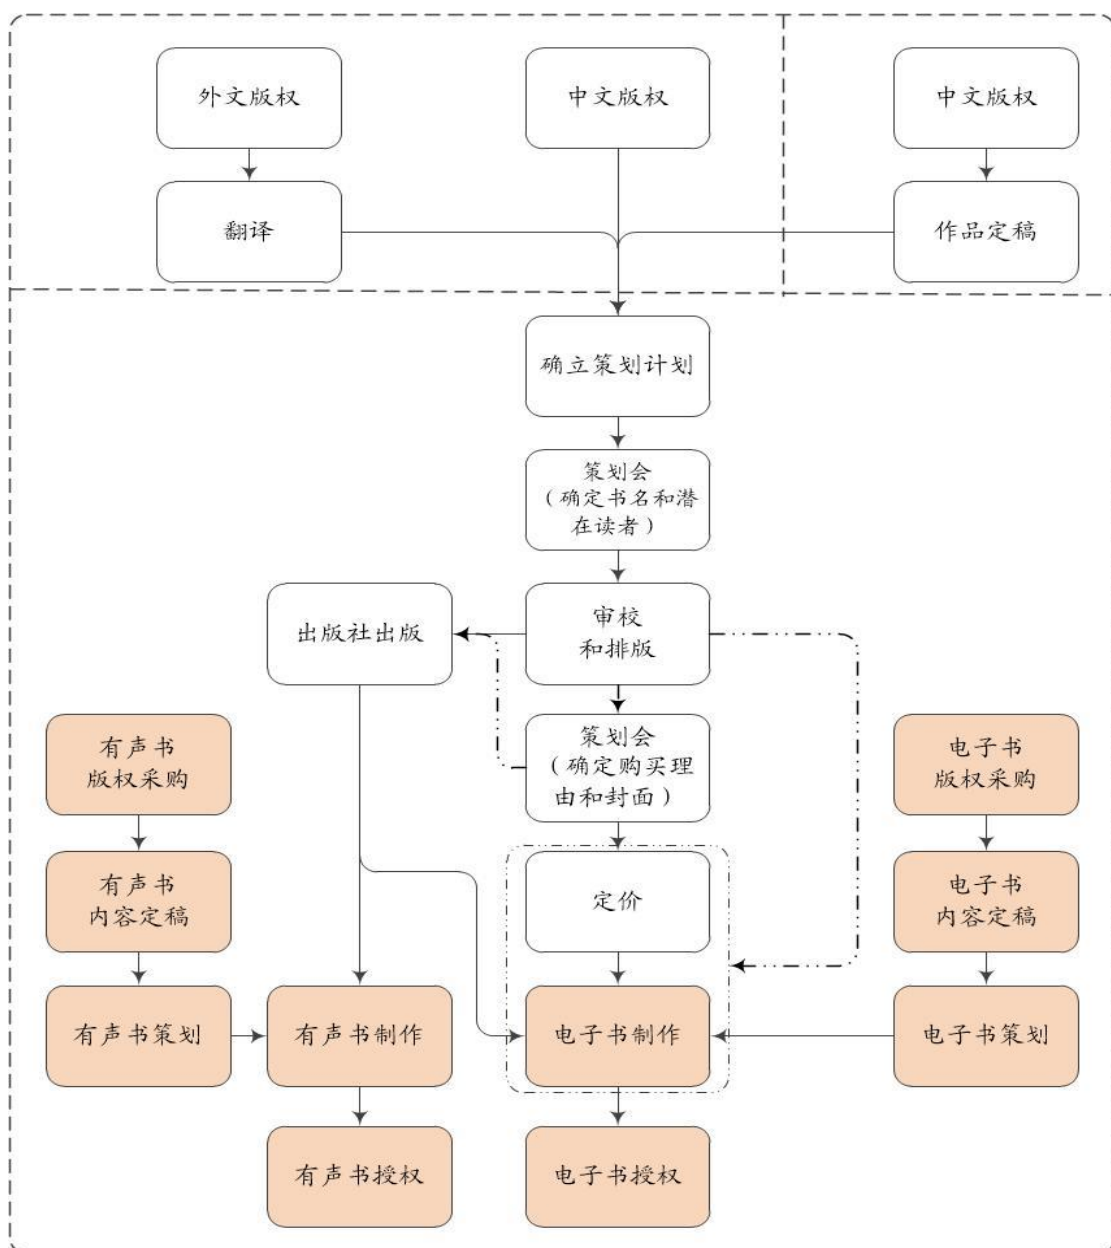 外文版权
中文版权
中文版权
翻译
作品定稿
确立策划计划
策划会
（确定书名和潜
在读者）
出版社出版
审校
和排版
有声书
版权采购
策划会
（确定购买理
由和封面）
电子书
版权采购
有声书
内容定稿
定价
电子书
内容定稿
有声书策划
有声书制作
电子书制作
电子书策划
有声书授权
电子书授权